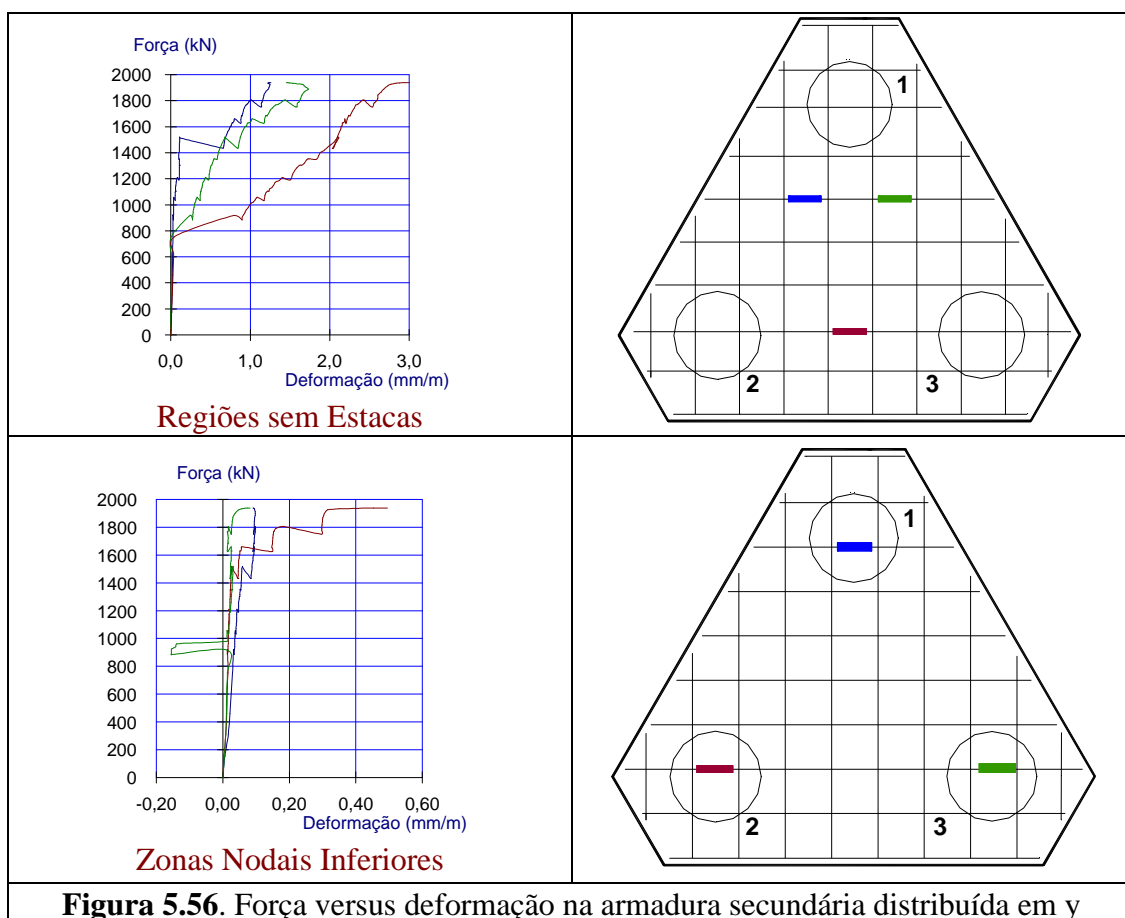 Força (kN)
2000
1800
1600
1400
1200
1000
800
600
400
200
0
0,0 1,0 2,0 3,0
Deformação (mm/m)
Regiões sem Estacas
1
2 3
Força (kN)
2000
1800
1600
1400
1200
1000
800
600
400
200
0
-0,20 0,00 0,20 0,40 0,60
Deformação (mm/m)
Zonas Nodais Inferiores
1
2 3
Figura 5.56. Força versus deformação na armadura secundária distribuída em y